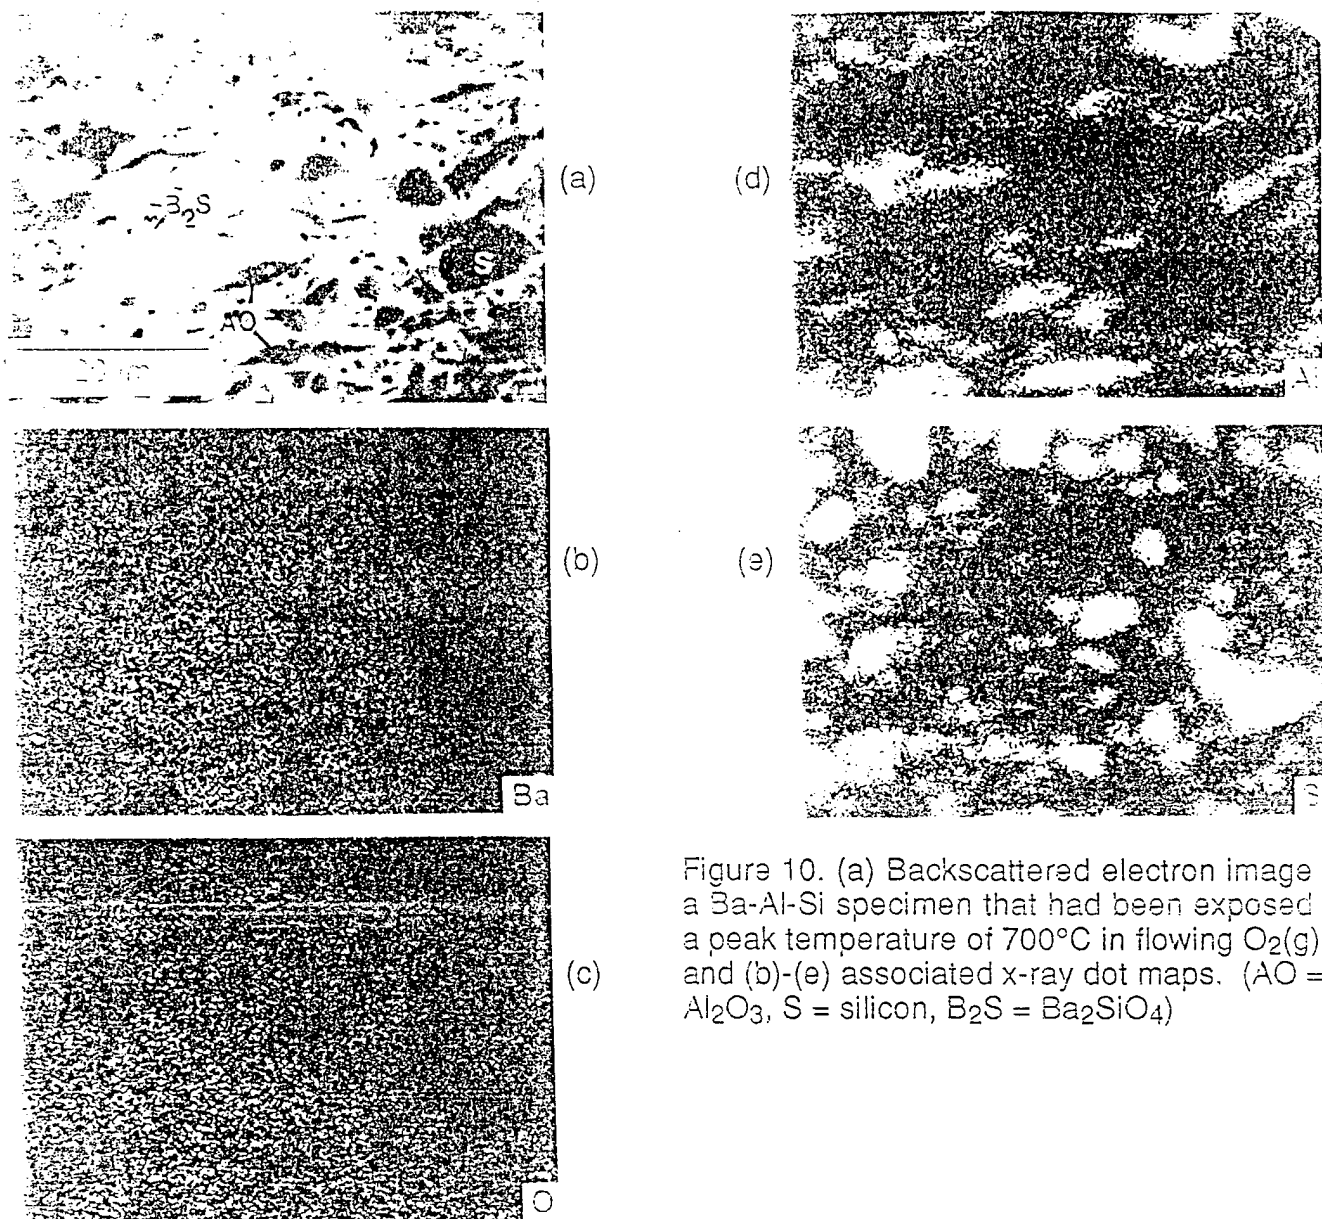 (a)
B₂S
S
AO
(b)
Ba
(c)
O
(d)
Al
(e)
S
Figure 10. (a) Backscattered electron image
a Ba-Al-Si specimen that had been exposed
a peak temperature of 700°C in flowing O₂(g)
and (b)-(e) associated x-ray dot maps. (AO =
Al₂O₃, S = silicon, B₂S = Ba₂SiO₄)